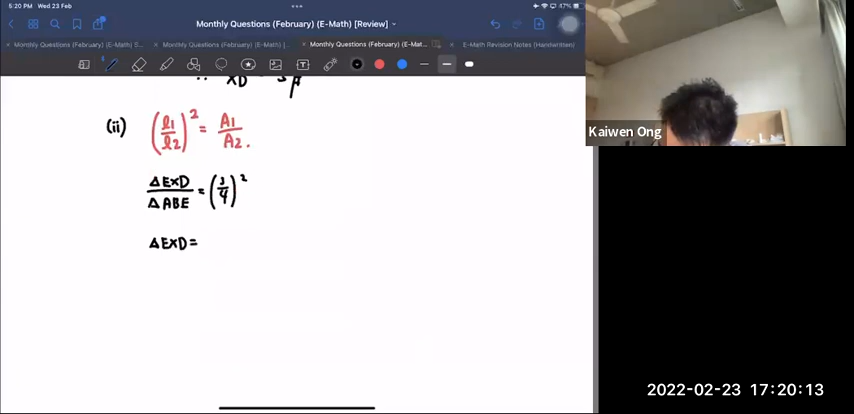 5:20 PM Wed 23 Feb
47%
Monthly Questions (February) (E-Math) [Review]
Monthly Questions (February) (E-Math) S...
Monthly Questions (February) (E-Math) [...
Monthly Questions (February) (E-Mat...
E-Math Revision Notes (Handwritten)
XD
(ii) (l1/l2)² = A1/A2.
ΔEXD/ΔABE = (3/4)²
ΔEXD =
Kaiwen Ong
2022-02-23 17:20:13